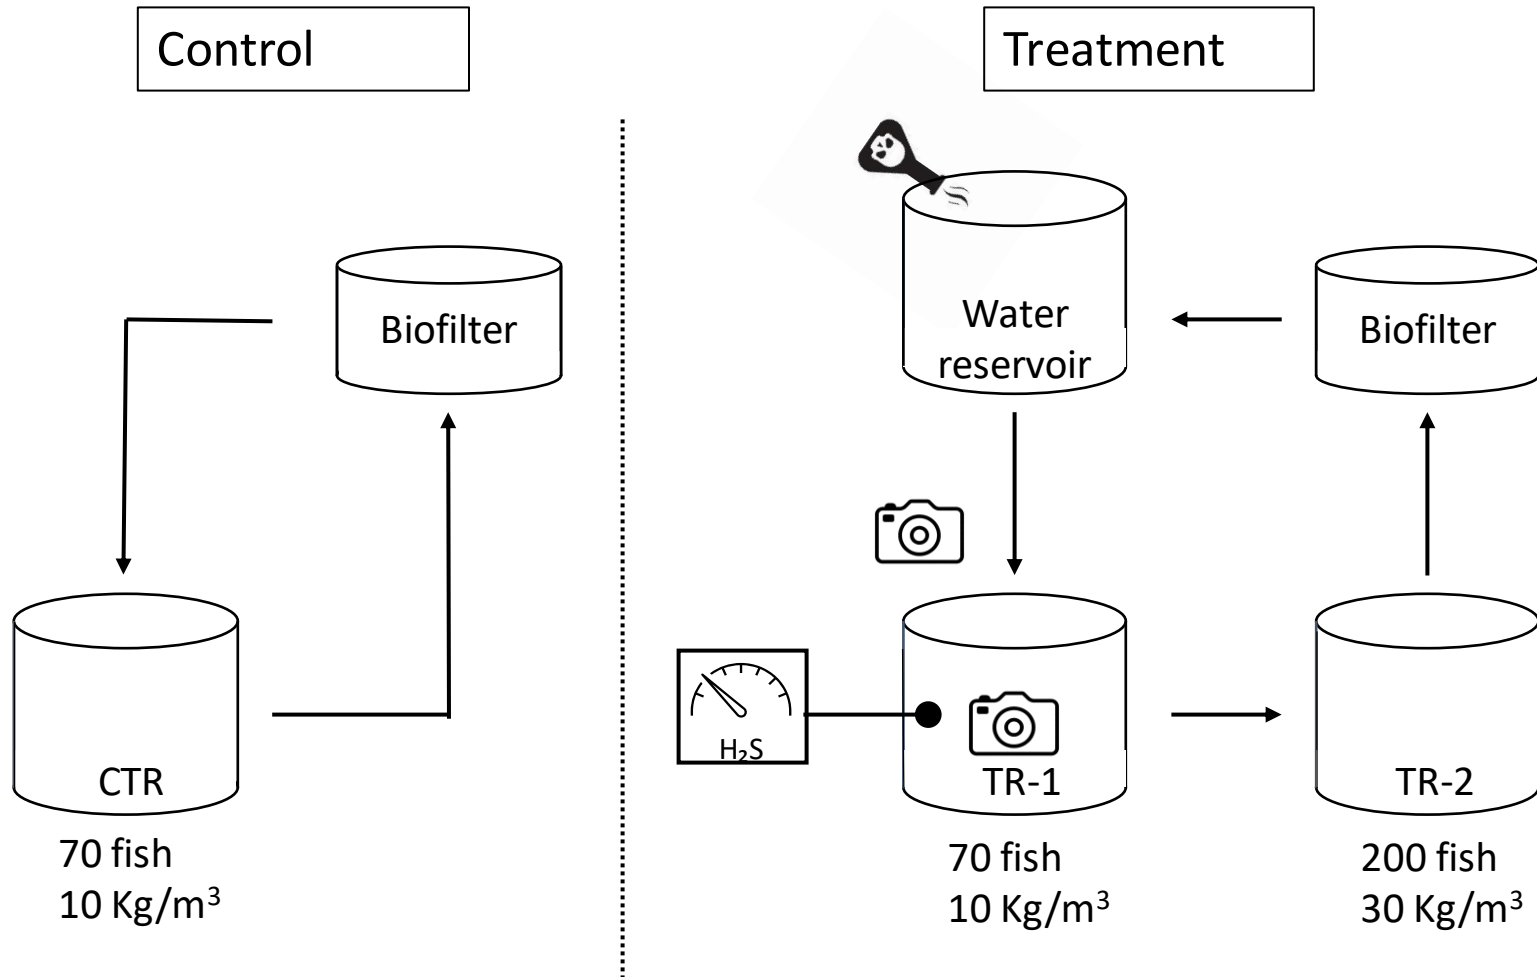 Control
Treatment
Biofilter
Water
reservoir
Biofilter
H₂S
CTR
TR-1
TR-2
70 fish
10 Kg/m³
70 fish
10 Kg/m³
200 fish
30 Kg/m³